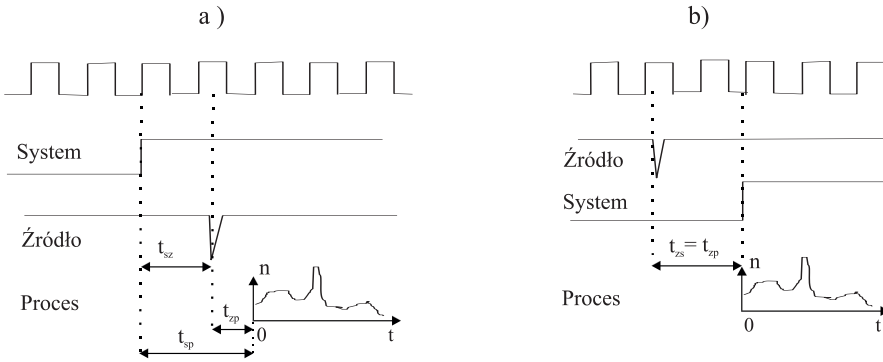 a )
System
Źródło
t_sz
Proces
n
t_zp
0
t
t_sp
b)
Źródło
System
t_zs= t_zp
n
Proces
0
t